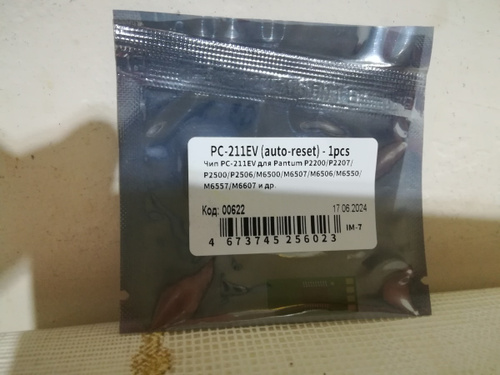 PC-211EV (auto-reset) - 1pcs
Чип PC-211EV для Pantum P2200/P2207/
P2500/P2506/M6500/M6507/M6506/M6550/
M6557/M6607 и др.
Код: 00622 17.06.2024
4 673745 256023 IM-7